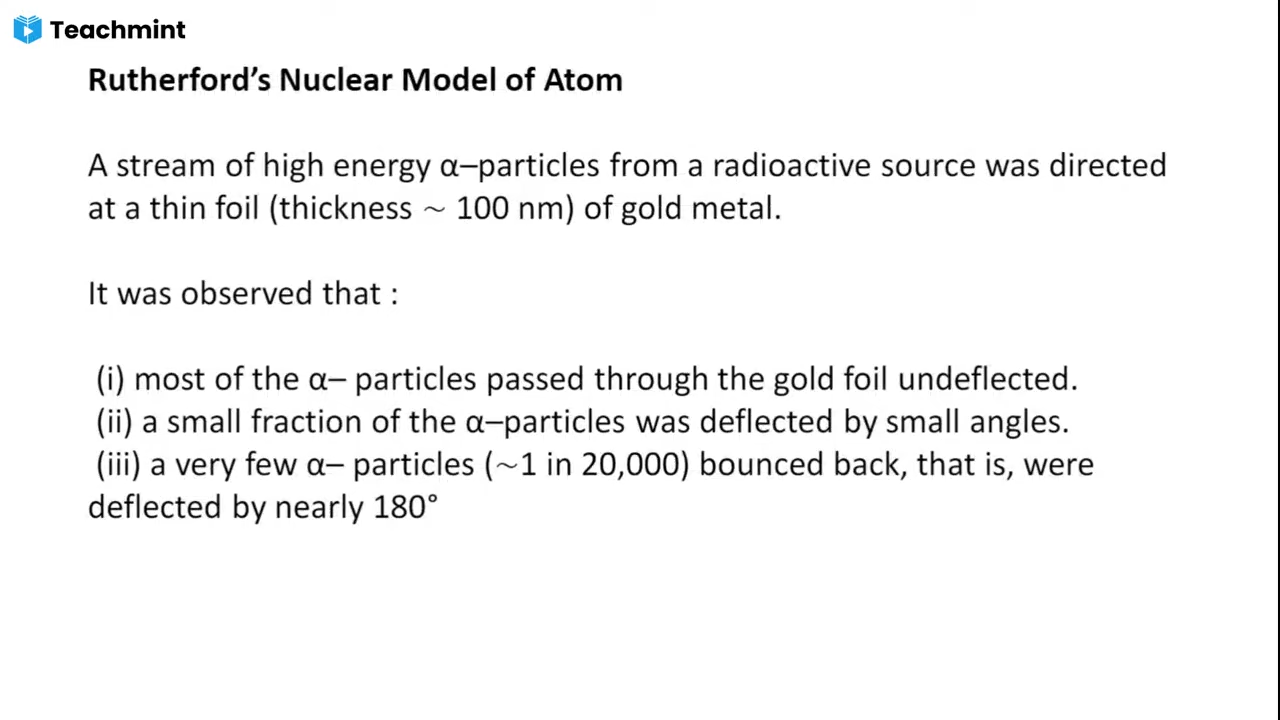 Teachmint
Rutherford’s Nuclear Model of Atom
A stream of high energy α–particles from a radioactive source was directed
at a thin foil (thickness ∼ 100 nm) of gold metal.
It was observed that :
(i) most of the α– particles passed through the gold foil undeflected.
(ii) a small fraction of the α–particles was deflected by small angles.
(iii) a very few α– particles (∼1 in 20,000) bounced back, that is, were
deflected by nearly 180°